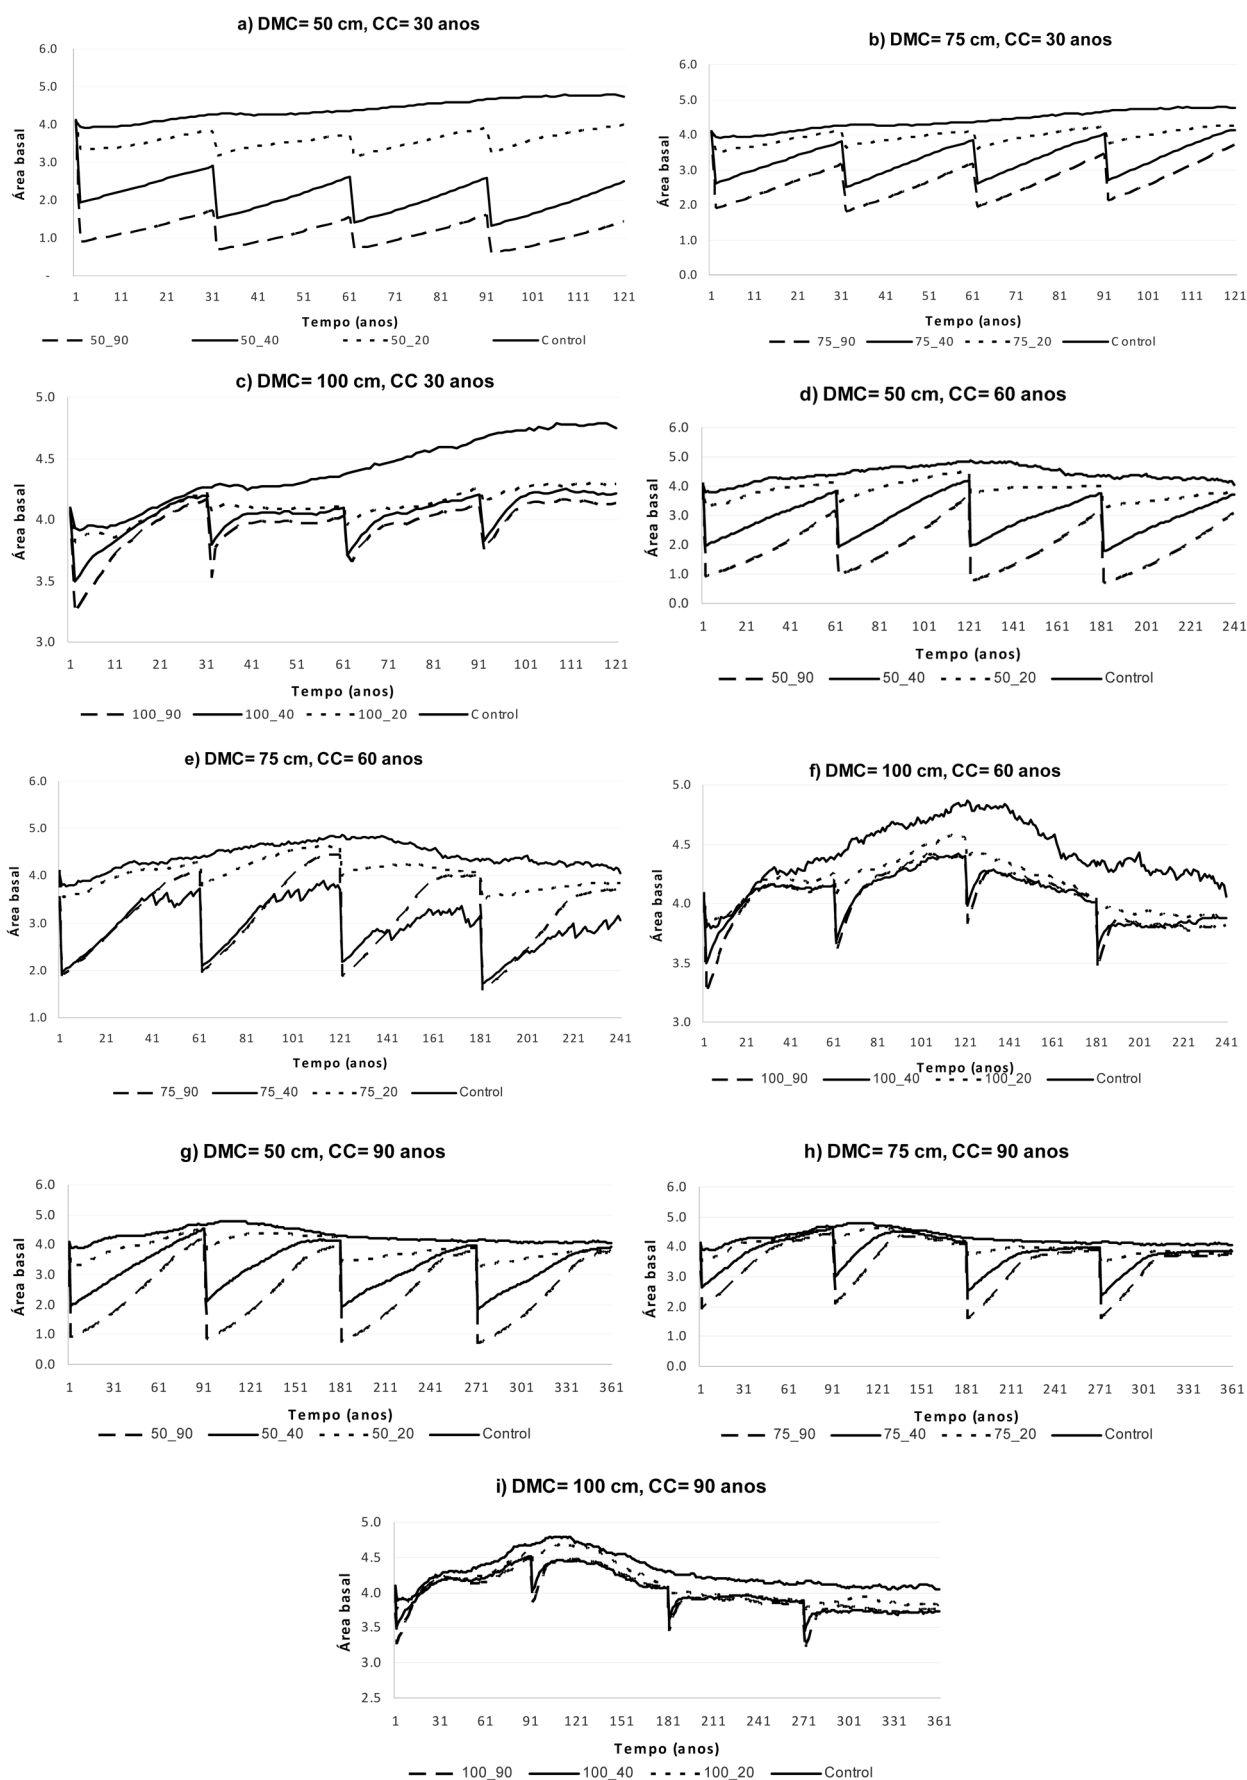 a) DMC= 50 cm, CC= 30 anos
6.0
5.0
4.0
3.0
2.0
1.0
-
Área basal
1 11 21 31 41 51 61 71 81 91 101 111 121
Tempo (anos)
50_90 50_40 50_20 Control
b) DMC= 75 cm, CC= 30 anos
6.0
5.0
4.0
3.0
2.0
1.0
0.0
Área basal
1 11 21 31 41 51 61 71 81 91 101 111 121
Tempo (anos)
75_90 75_40 75_20 Control
c) DMC= 100 cm, CC 30 anos
5.0
4.5
4.0
3.5
3.0
Área basal
1 11 21 31 41 51 61 71 81 91 101 111 121
Tempo (anos)
100_90 100_40 100_20 Control
d) DMC= 50 cm, CC= 60 anos
6.0
5.0
4.0
3.0
2.0
1.0
0.0
Área basal
1 21 41 61 81 101 121 141 161 181 201 221 241
Tempo (anos)
50_90 50_40 50_20 Control
e) DMC= 75 cm, CC= 60 anos
6.0
5.0
4.0
3.0
2.0
1.0
Área basal
1 21 41 61 81 101 121 141 161 181 201 221 241
Tempo (anos)
75_90 75_40 75_20 Control
f) DMC= 100 cm, CC= 60 anos
5.0
4.5
4.0
3.5
3.0
Área basal
1 21 41 61 81 101 121 141 161 181 201 221 241
Tempo (anos)
100_90 100_40 100_20 Control
g) DMC= 50 cm, CC= 90 anos
6.0
5.0
4.0
3.0
2.0
1.0
0.0
Área basal
1 31 61 91 121 151 181 211 241 271 301 331 361
Tempo (anos)
50_90 50_40 50_20 Control
h) DMC= 75 cm, CC= 90 anos
6.0
5.0
4.0
3.0
2.0
1.0
0.0
Área basal
1 31 61 91 121 151 181 211 241 271 301 331 361
Tempo (anos)
75_90 75_40 75_20 Control
i) DMC= 100 cm, CC= 90 anos
5.0
4.5
4.0
3.5
3.0
2.5
Área basal
1 31 61 91 121 151 181 211 241 271 301 331 361
Tempo (anos)
100_90 100_40 100_20 Control